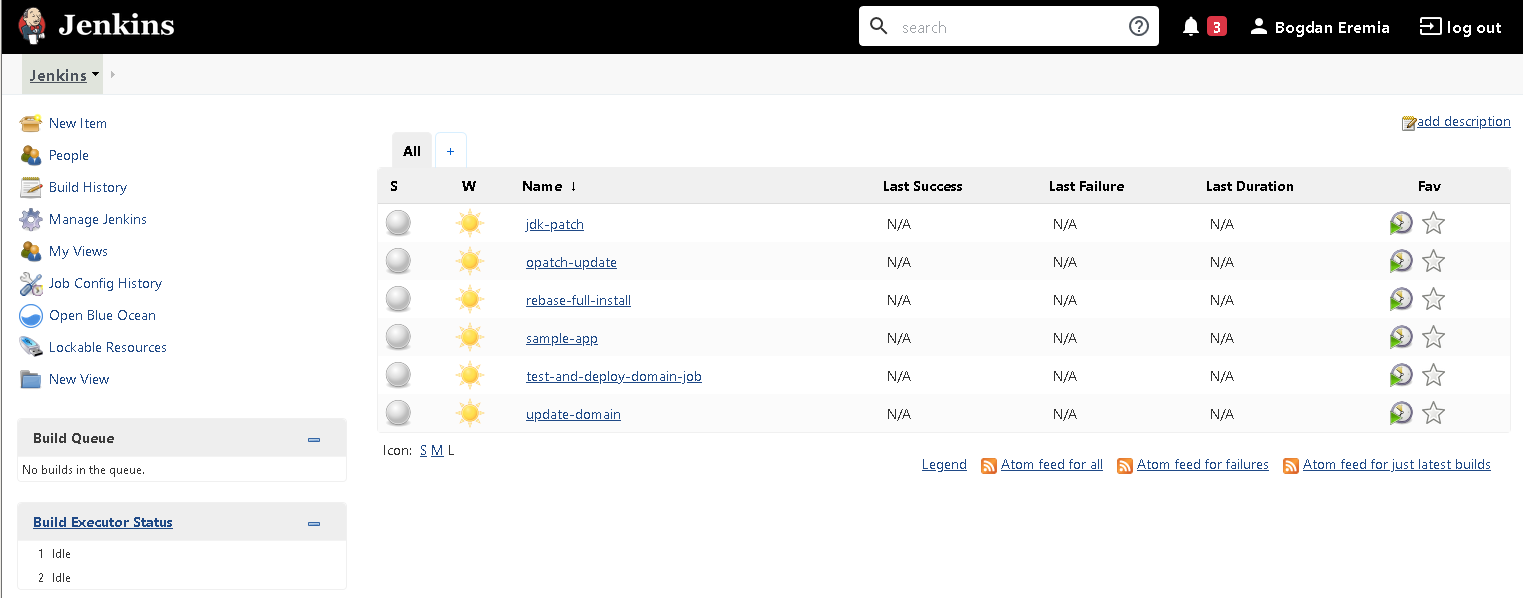 Jenkins
search
3
Bogdan Eremia
log out
Jenkins
New Item
People
Build History
Manage Jenkins
My Views
Job Config History
Open Blue Ocean
Lockable Resources
New View
Build Queue
No builds in the queue.
Build Executor Status
1 Idle
2 Idle
add description
All +
S W Name ↓ Last Success Last Failure Last Duration Fav
jdk-patch N/A N/A N/A
opatch-update N/A N/A N/A
rebase-full-install N/A N/A N/A
sample-app N/A N/A N/A
test-and-deploy-domain-job N/A N/A N/A
update-domain N/A N/A N/A
Icon: S M L
Legend Atom feed for all Atom feed for failures Atom feed for just latest builds